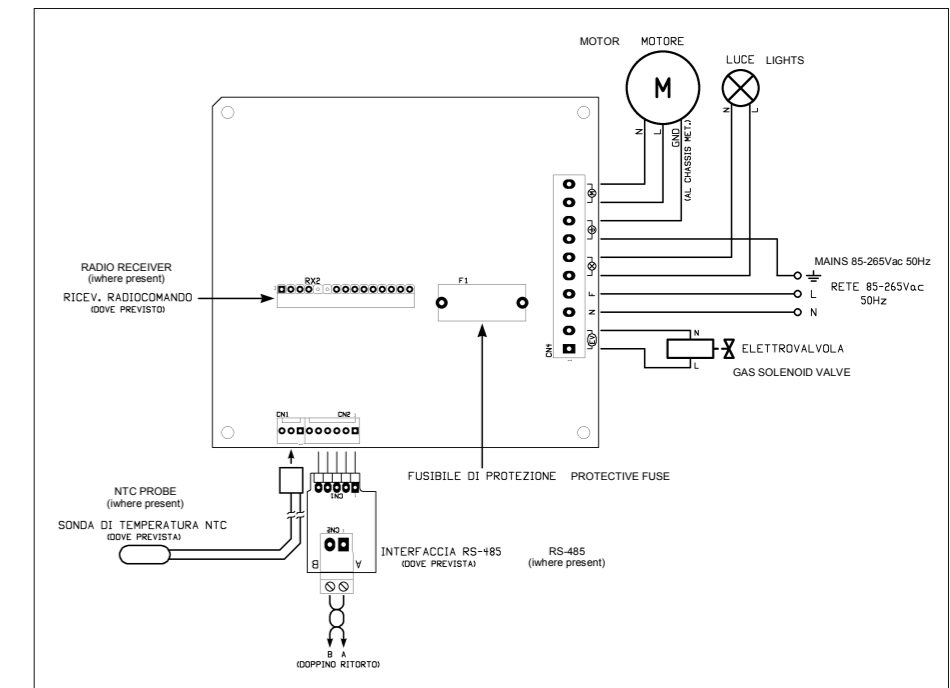 MOTOR MOTORE
LUCE LIGHTS
M
N L GND
(AL CHASSIS MET.)
N L
RADIO RECEIVER
(iwhere present)
RICEV. RADIOCOMANDO
(DOVE PREVISTO)
RX2
F1
F
N
EV
CN4
MAINS 85-265Vac 50Hz
L RETE 85-265Vac
50Hz
N
N
ELETTROVALVOLA
L
GAS SOLENOID VALVE
CN1 CN2
FUSIBILE DI PROTEZIONE PROTECTIVE FUSE
NTC PROBE
(iwhere present)
SONDA DI TEMPERATURA NTC
(DOVE PREVISTA)
CN1
CN2
B A
INTERFACCIA RS-485
(DOVE PREVISTA)
RS-485
(iwhere present)
B A
(DOPPINO RITORTO)